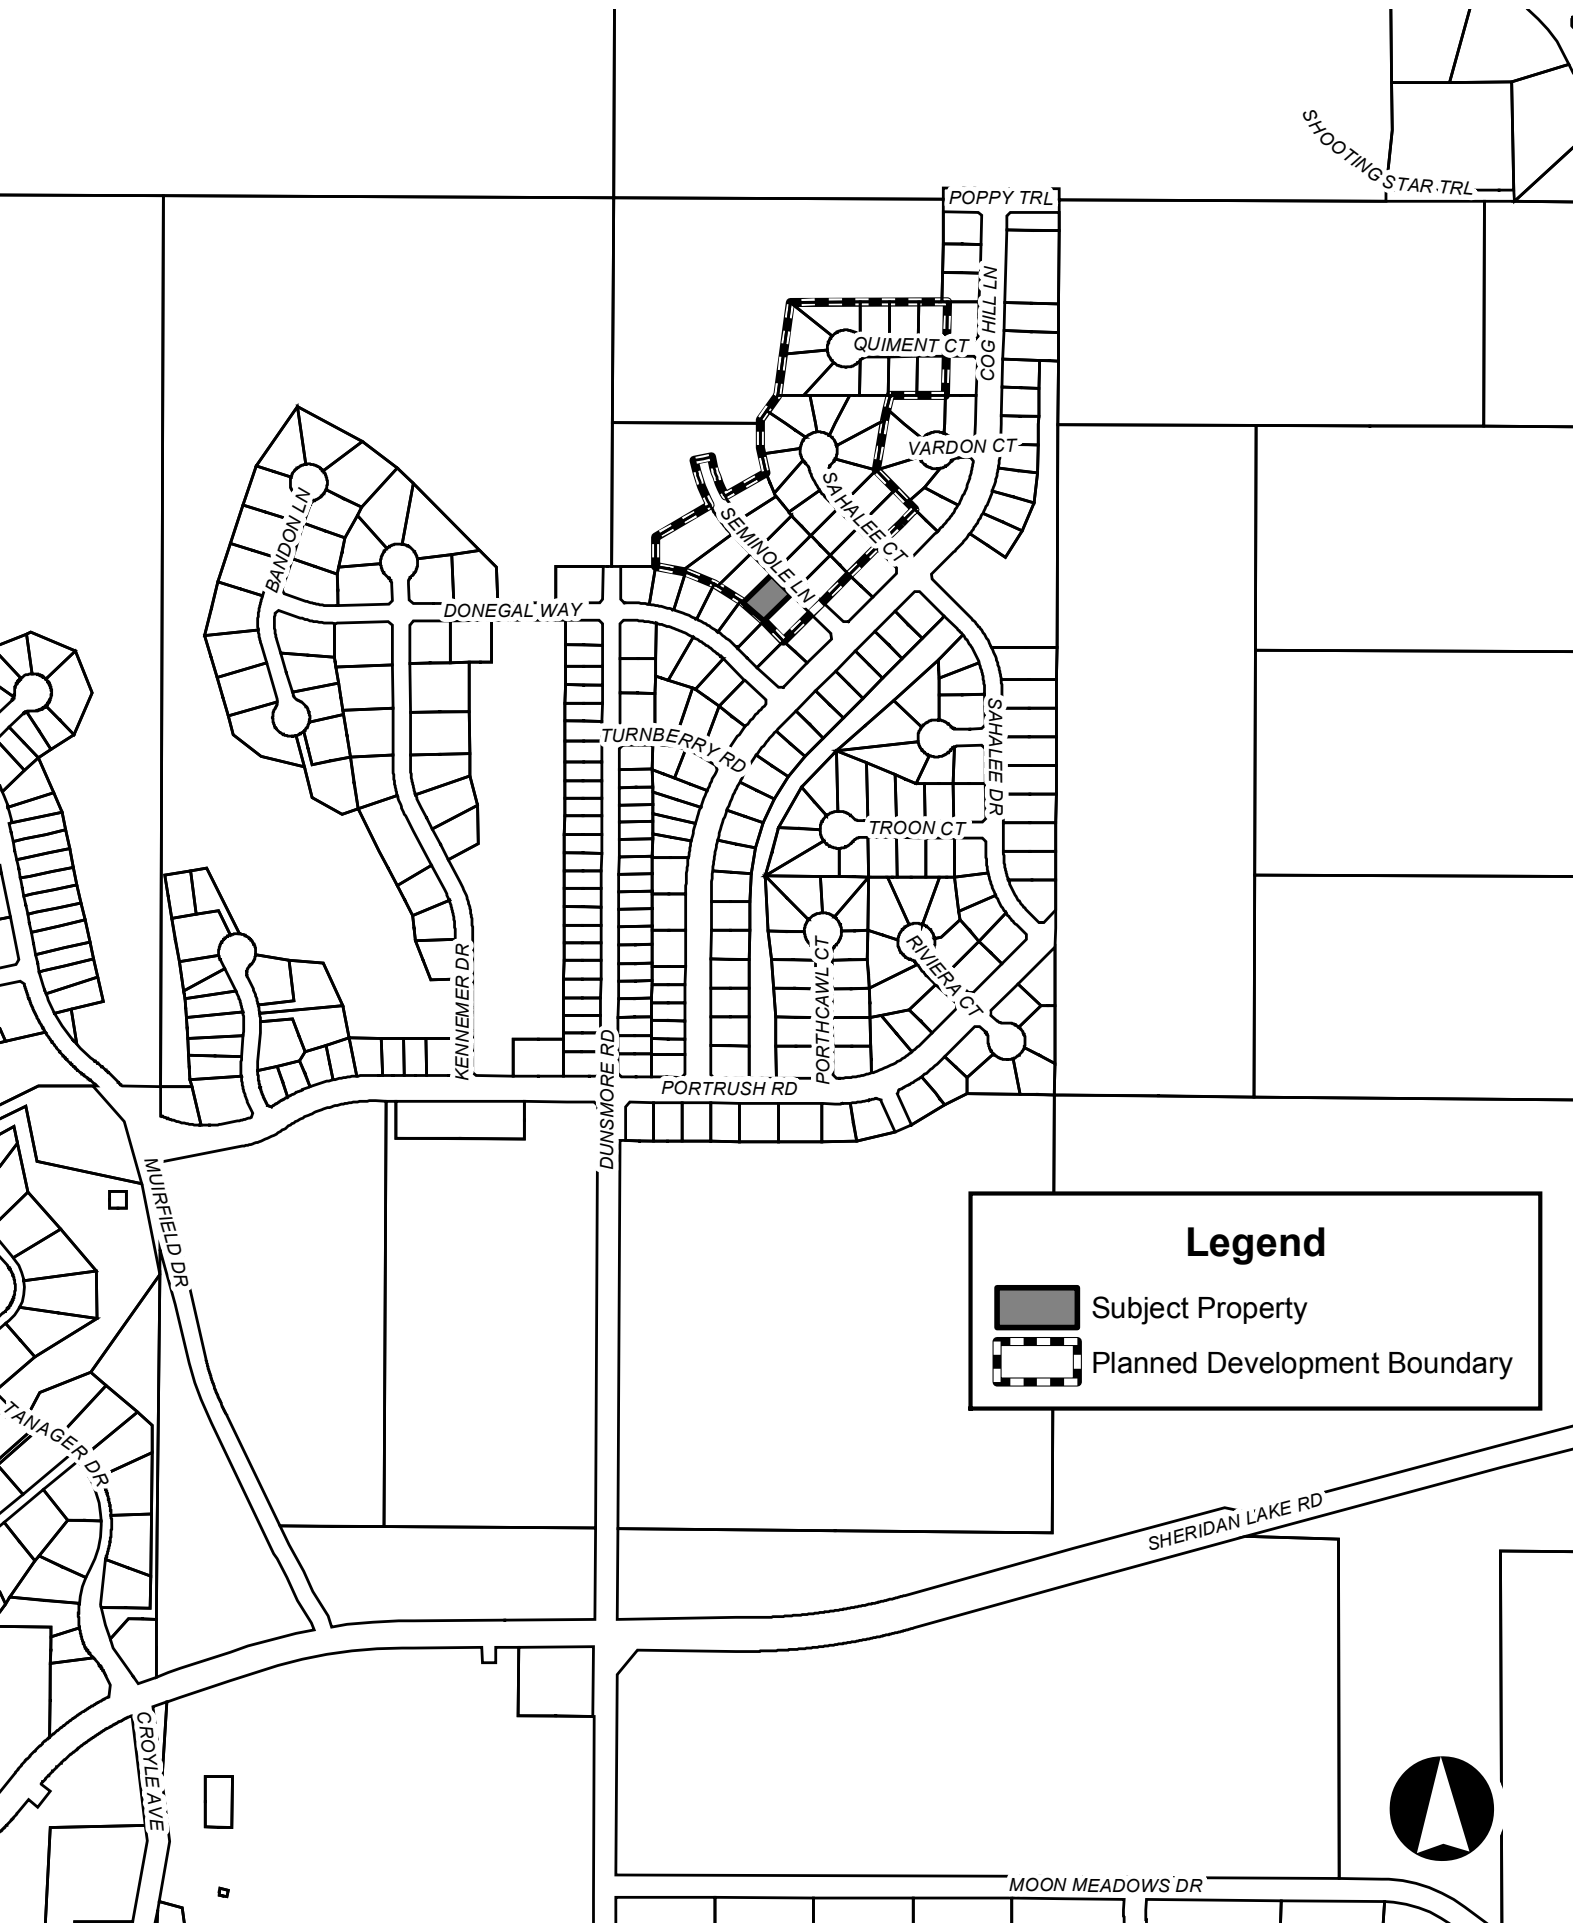 SHOOTING STAR TRL
POPPY TRL
COG HILL LN
QUIMENT CT
VARDON CT
SAHALEE CT
SEMINOLE LN
BANDON LN
DONEGAL WAY
TURNBERRY RD
SAHALEE DR
TROON CT
RIVIERA CT
PORTHCAWL CT
KENNEMER DR
DUNSMORE RD
PORTRUSH RD
MUIRFIELD DR
Legend
Subject Property
Planned Development Boundary
TANAGER DR
SHERIDAN LAKE RD
CROYLE AVE
MOON MEADOWS DR